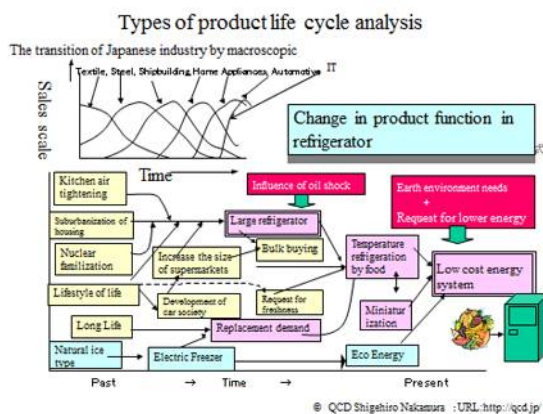 Types of product life cycle analysis
The transition of Japanese industry by macroscopic
Textile, Steel, Shipbuilding, Home Appliances, Automotive IT
Sales scale
Time
Change in product function in
refrigerator
Kitchen air
tightening
Influence of oil shock
Earth environment needs
+
Request for lower energy
Suburbanization of
housing
Large refrigerator
Nuclear
familization
Increase the size
of supermarkets
Bulk buying
Temperature
refrigeration
by food
Low cost energy
system
Lifestyle of life
Development of
car society
Request for
freshness
Miniatur
ization
Long Life
Replacement demand
Natural ice
type
Electric Freezer
Eco Energy
Past → Time → Present
© QCD Shigehiro Nakamura :URL:http://qcd.jp/